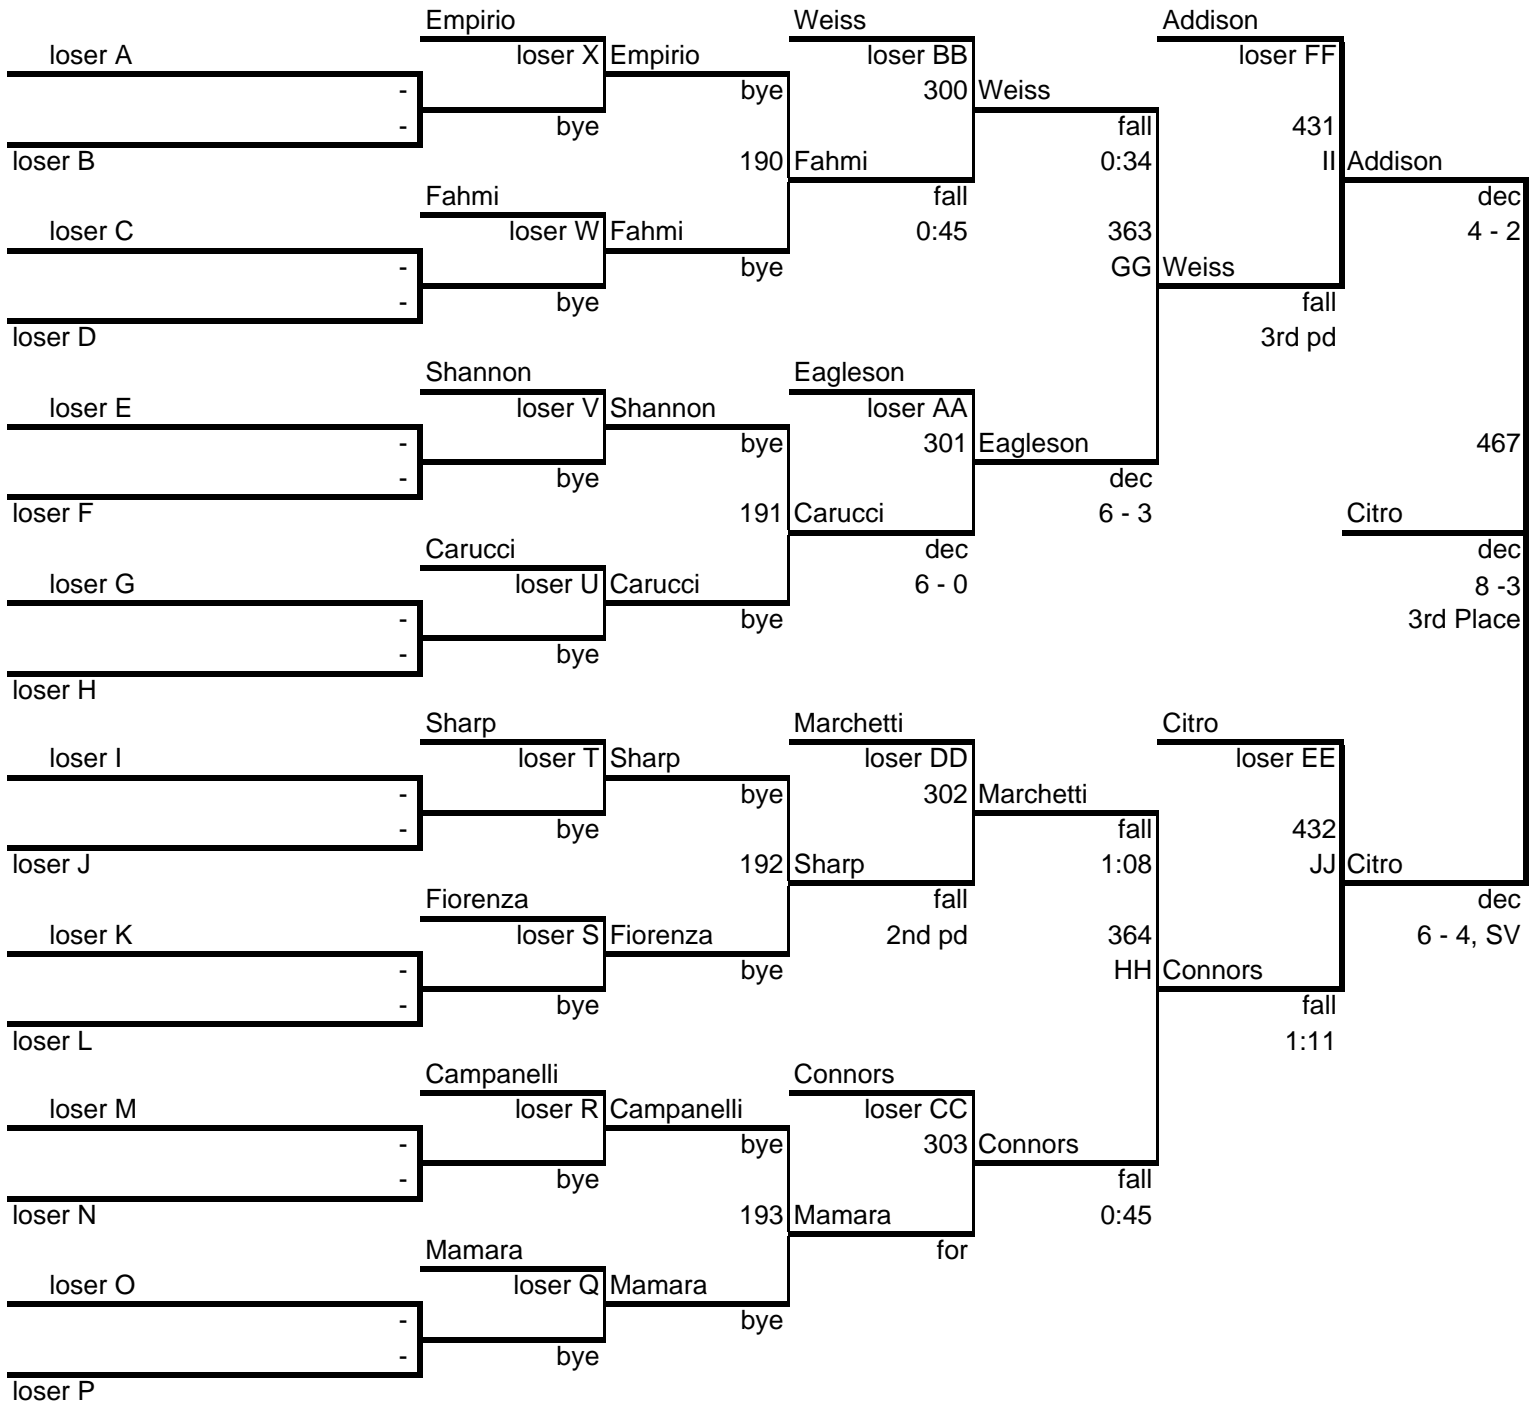 Empirio Weiss Addison
loser A loser X Empirio loser BB loser FF
- bye 300 Weiss
- bye fall 431
loser B 190 Fahmi 0:34 II Addison
Fahmi fall dec
loser C loser W Fahmi 0:45 363 4 - 2
- bye GG Weiss
- bye fall
loser D 3rd pd
Shannon Eagleson
loser E loser V Shannon loser AA
- bye 301 Eagleson 467
- bye dec
loser F 191 Carucci 6 - 3 Citro
Carucci dec dec
loser G loser U Carucci 6 - 0 8 -3
- bye 3rd Place
- bye
loser H
Sharp Marchetti Citro
loser I loser T Sharp loser DD loser EE
- bye 302 Marchetti
- bye fall 432
loser J 192 Sharp 1:08 JJ Citro
Fiorenza fall dec
loser K loser S Fiorenza 2nd pd 364 6 - 4, SV
- bye HH Connors
- bye fall
loser L 1:11
Campanelli Connors
loser M loser R Campanelli loser CC
- bye 303 Connors
- bye fall
loser N 193 Mamara 0:45
Mamara for
loser O loser Q Mamara
- bye
- bye
loser P